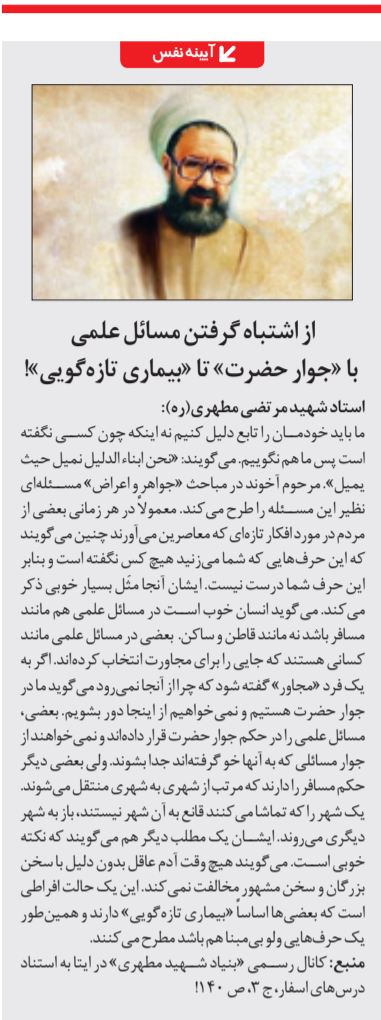 آیینه نفس
از اشتباه گرفتن مسائل علمی
با «جوار حضرت» تا «بیماری تازه‌گویی»!
استاد شهید مرتضی مطهری(ره):
ما باید خودمــان را تابع دلیل کنیم نه اینکه چون کســی نگفته
است پس ما هم نگوییم. می‌گویند: «نحن ابناء الدلیل نمیل حیث
یمیل». مرحوم آخوند در مباحث «جواهر و اعراض» مســئله‌ای
نظیر این مســئله را طرح می‌کند. معمولاً در هر زمانی بعضی از
مردم در مورد افکار تازه‌ای که معاصرین می‌آورند چنین می‌گویند
که این حرف‌هایی که شما می‌زنید هیچ کس نگفته است و بنابر
این حرف شما درست نیست. ایشان آنجا مثَل بسیار خوبی ذکر
می‌کند. می‌گوید انسان خوب اســت در مسائل علمی هم مانند
مسافر باشد نه مانند قاطن و ساکن. بعضی در مسائل علمی مانند
کسانی هستند که جایی را برای مجاورت انتخاب کرده‌اند. اگر به
یک فرد «مجاور» گفته شود که چرا از آنجا نمی‌رود می‌گوید ما در
جوار حضرت هستیم و نمی‌خواهیم از اینجا دور بشویم. بعضی،
مسائل علمی را در حکم جوار حضرت قرار داده‌اند و نمی‌خواهند از
جوار مسائلی که به آنها خو گرفته‌اند جدا بشوند. ولی بعضی دیگر
حکم مسافر را دارند که مرتب از شهری به شهری منتقل می‌شوند.
یک شهر را که تماشا می‌کنند قانع به آن شهر نیستند، باز به شهر
دیگری می‌روند. ایشــان یک مطلب دیگر هم می‌گویند که نکته
خوبی اســت. می‌گویند هیچ وقت آدم عاقل بدون دلیل با سخن
بزرگان و سخن مشهور مخالفت نمی‌کند. این یک حالت افراطی
است که بعضی‌ها اساساً «بیماری تازه‌گویی» دارند و همین‌طور
یک حرف‌هایی ولو بی‌مبنا هم باشد مطرح می‌کنند.
منبع: کانال رســمی «بنیاد شــهید مطهری» در ایتا به استناد
درس‌های اسفار، ج ۳، ص ۱۴۰!